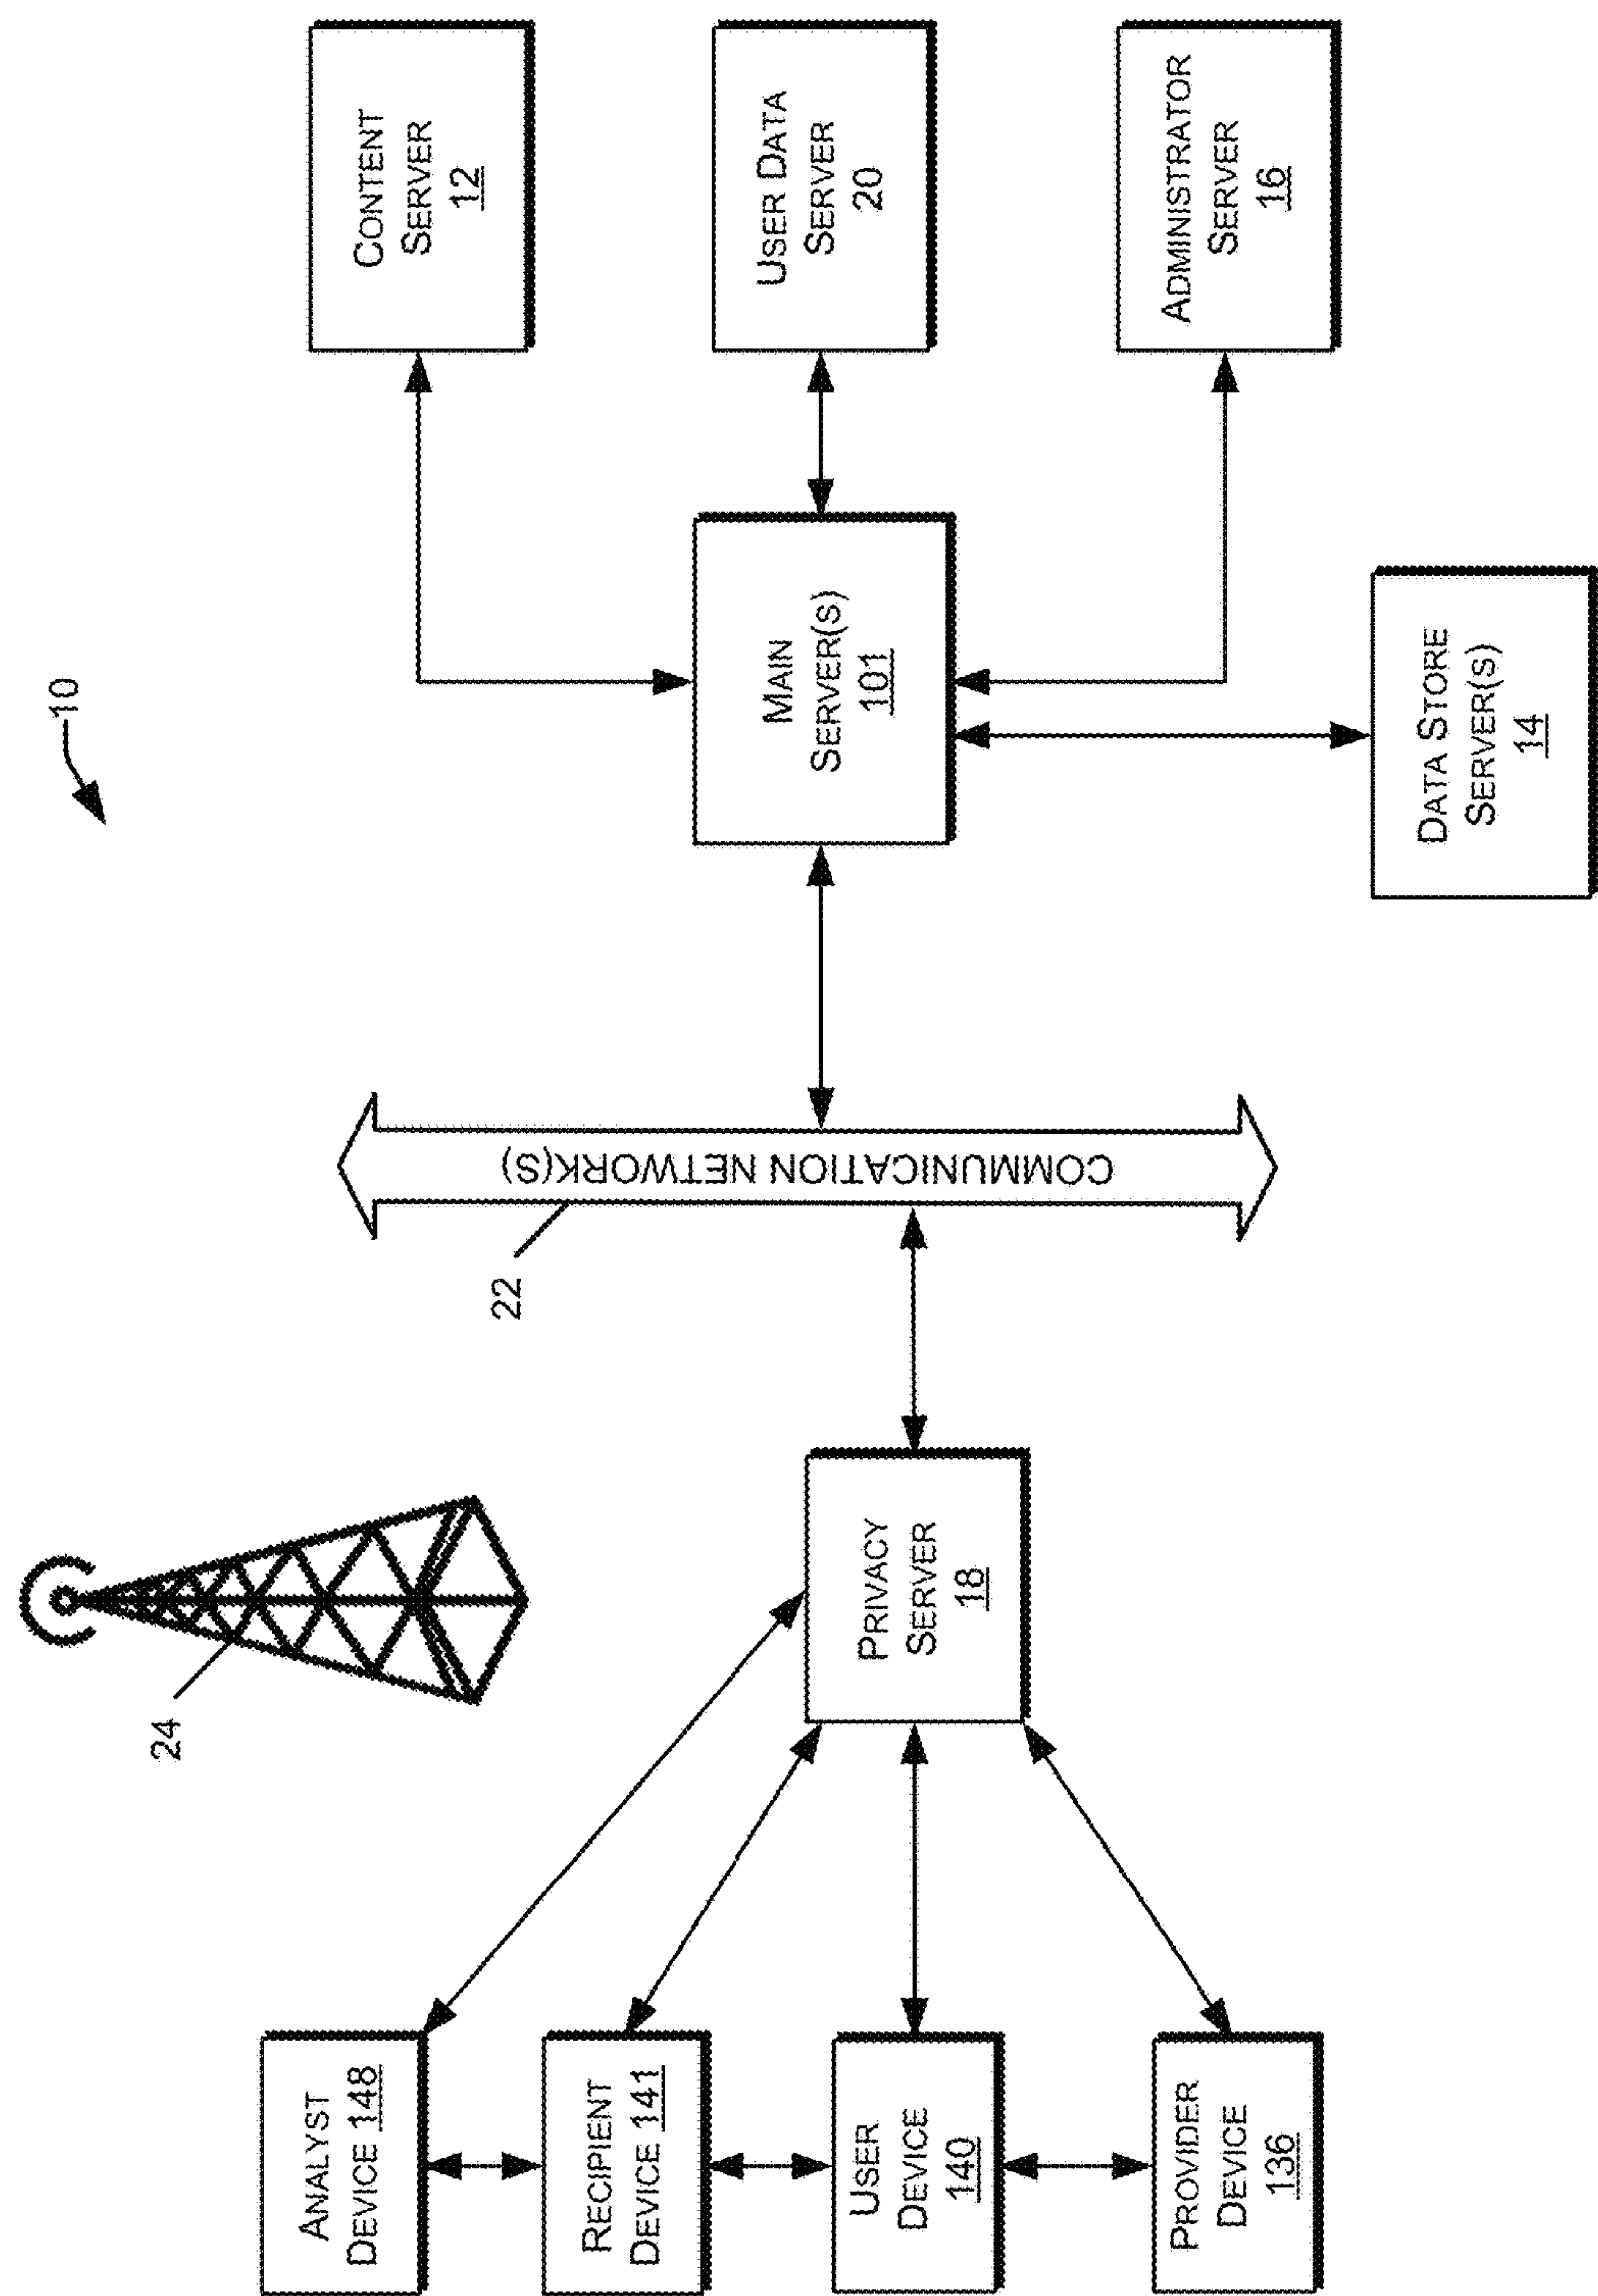 10
CONTENT
SERVER
12
USER DATA
SERVER
20
ADMINISTRATOR
SERVER
16
MAIN
SERVER(S)
101
DATA STORE
SERVER(S)
14
COMMUNICATION NETWORK(S)
22
24
PRIVACY
SERVER
18
ANALYST
DEVICE 148
RECIPIENT
DEVICE 141
USER
DEVICE
140
PROVIDER
DEVICE
136